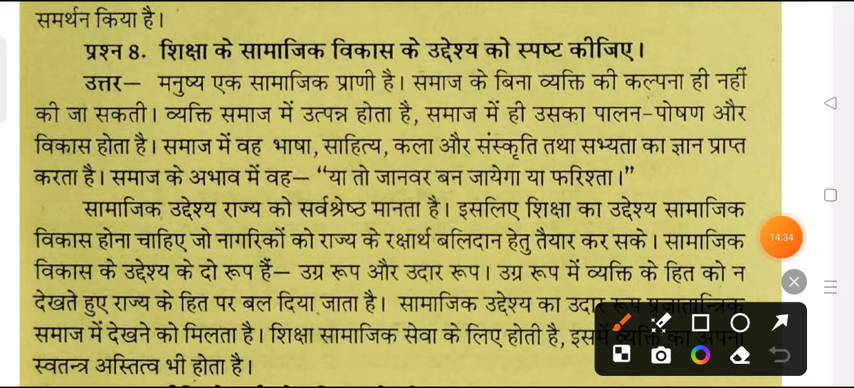 समर्थन किया है।
प्रश्न 8. शिक्षा के सामाजिक विकास के उद्देश्य को स्पष्ट कीजिए।
उत्तर— मनुष्य एक सामाजिक प्राणी है। समाज के बिना व्यक्ति की कल्पना ही नहीं
की जा सकती। व्यक्ति समाज में उत्पन्न होता है, समाज में ही उसका पालन-पोषण और
विकास होता है। समाज में वह भाषा, साहित्य, कला और संस्कृति तथा सभ्यता का ज्ञान प्राप्त
करता है। समाज के अभाव में वह— “या तो जानवर बन जायेगा या फरिश्ता।”
सामाजिक उद्देश्य राज्य को सर्वश्रेष्ठ मानता है। इसलिए शिक्षा का उद्देश्य सामाजिक
विकास होना चाहिए जो नागरिकों को राज्य के रक्षार्थ बलिदान हेतु तैयार कर सके। सामाजिक
विकास के उद्देश्य के दो रूप हैं— उग्र रूप और उदार रूप। उग्र रूप में व्यक्ति के हित को न
देखते हुए राज्य के हित पर बल दिया जाता है। सामाजिक उद्देश्य का उदार रूप प्रजातान्त्रिक
समाज में देखने को मिलता है। शिक्षा सामाजिक सेवा के लिए होती है, इसमें व्यक्ति का अपना
स्वतन्त्र अस्तित्व भी होता है।
14:34